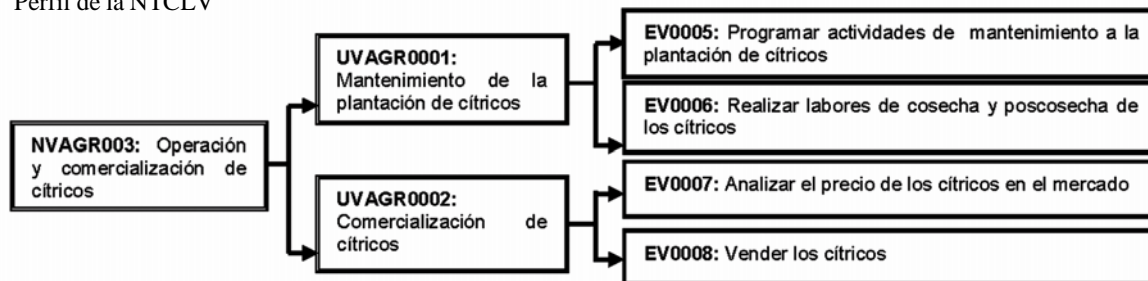 Perfil de la NTCLV
NVAGR003: Operación
y comercialización de
cítricos
UVAGR0001:
Mantenimiento de la
plantación de cítricos
UVAGR0002:
Comercialización de
cítricos
EV0005: Programar actividades de mantenimiento a la
plantación de cítricos
EV0006: Realizar labores de cosecha y poscosecha de
los cítricos
EV0007: Analizar el precio de los cítricos en el mercado
EV0008: Vender los cítricos